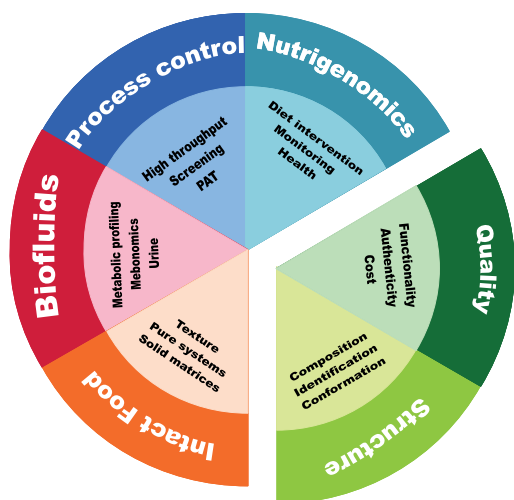 Process control
High throughput
Screening
PAT
Nutrigenomics
Diet intervention
Monitoring
Health
Quality
Functionality
Authenticity
Cost
Structure
Composition
Identification
Conformation
Intact Food
Texture
Pure systems
Solid matrices
Biofluids
Metabolic profiling
Mebonomics
Urine